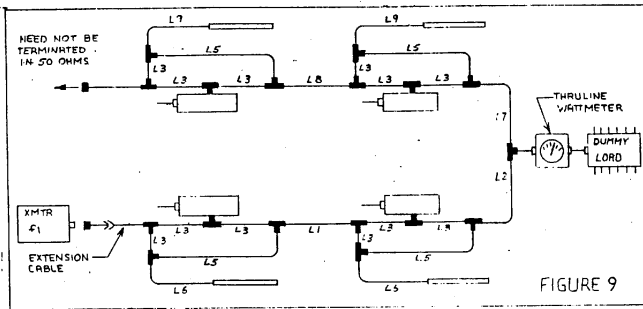 L7
L9
NEED NOT BE
TERMINATED
IN 50 OHMS
L5
L5
L3
L3
L3
L8
L3
L3
L3
THRULINE
WATTMETER
L7
DUMMY
LORD
L2
XMTR
f1
EXTENSION
CABLE
L3
L3
L3
L1
L3
L3
L3
L5
L5
L6
L5
FIGURE 9